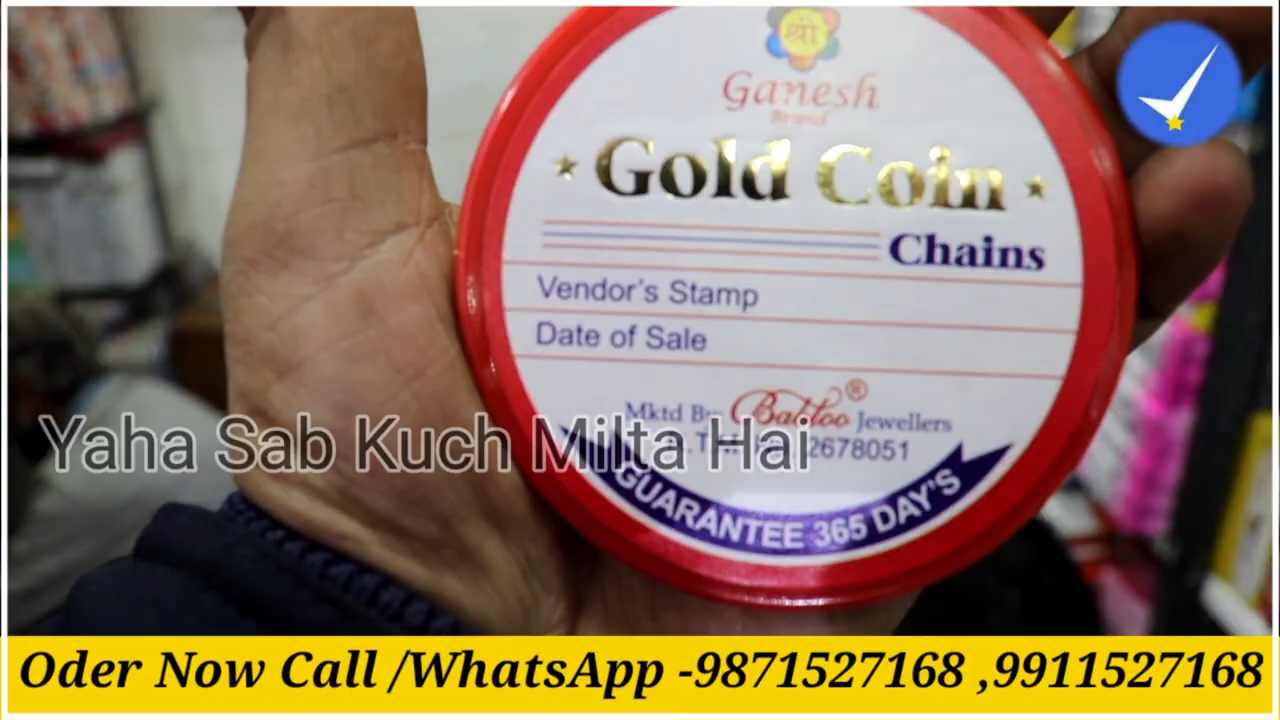 श्री
Ganesh
Brand
Gold Coin
Chains
Vendor's Stamp
Date of Sale
Mktd By: Jewellers
2678051
GUARANTEE 365 DAY'S
Yaha Sab Kuch Milta Hai
Oder Now Call /WhatsApp -9871527168 ,9911527168